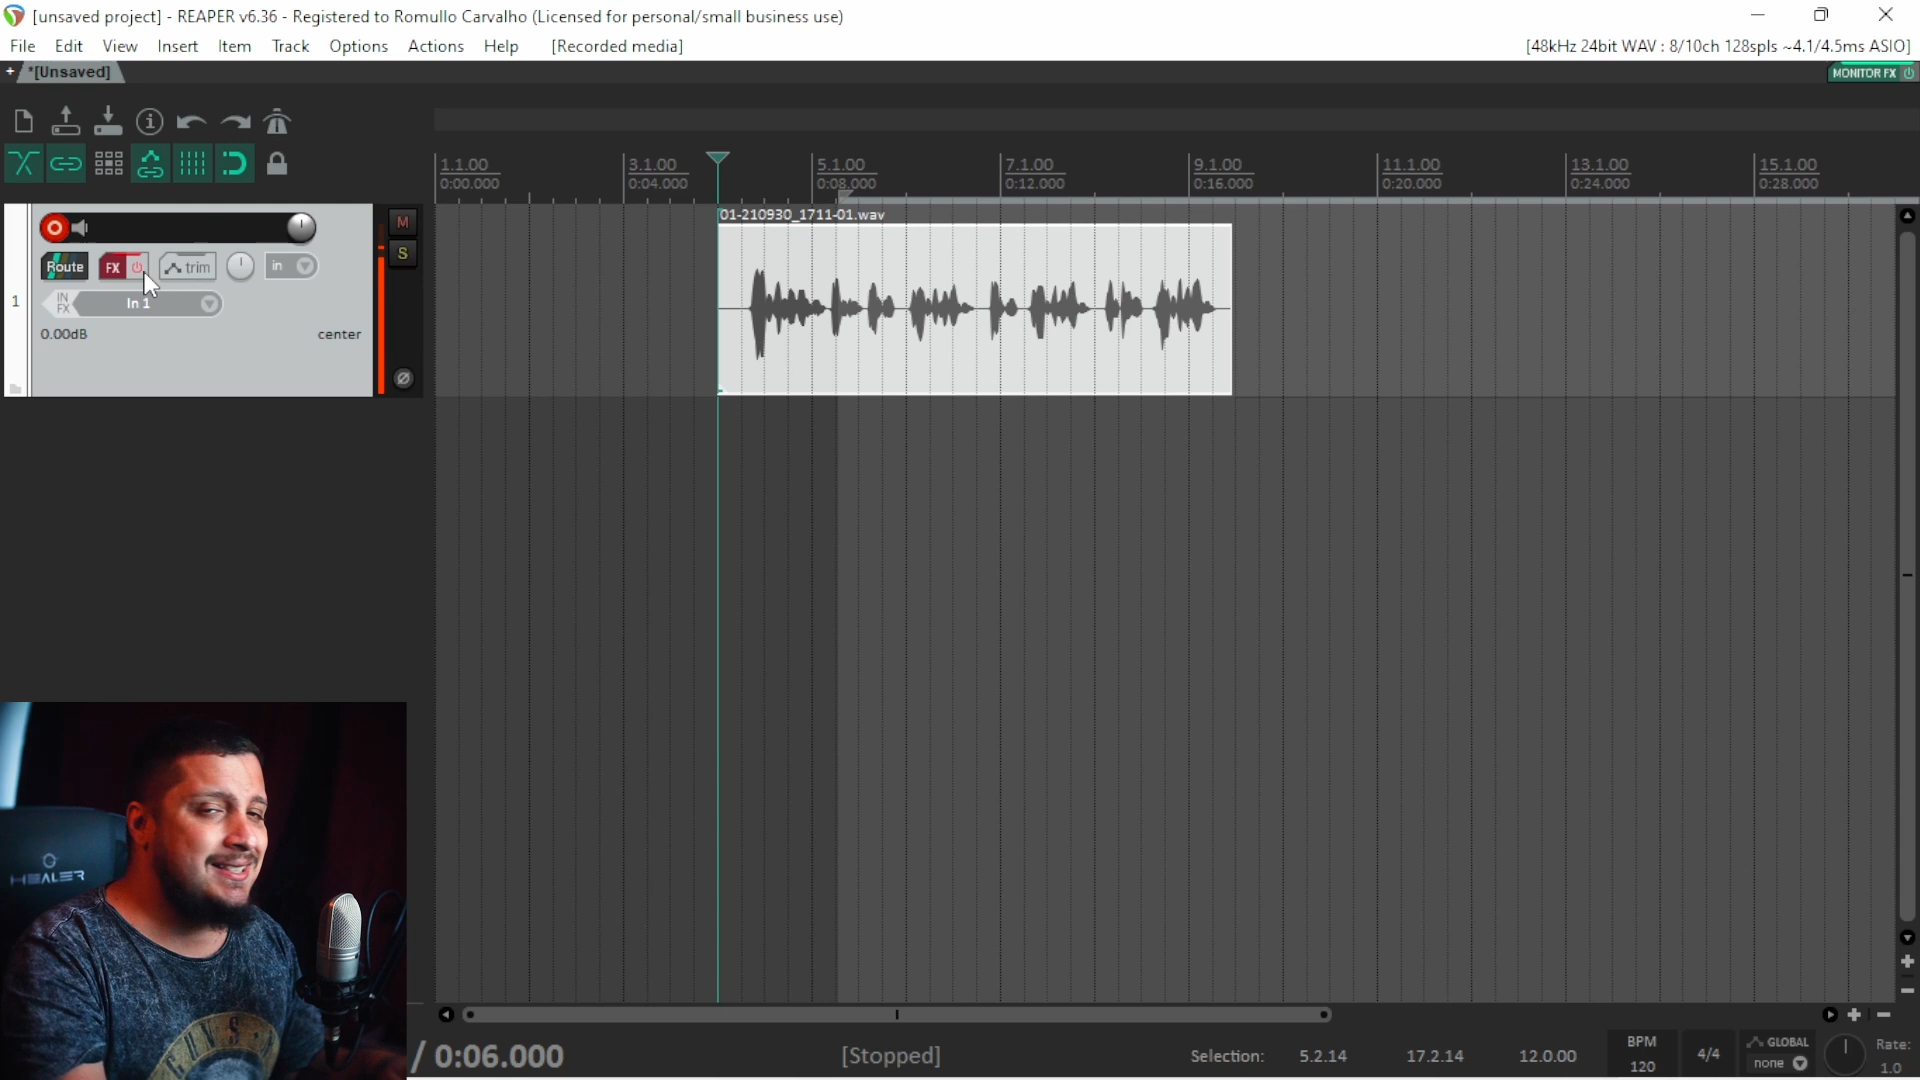 [unsaved project] - REAPER v6.36 - Registered to Romullo Carvalho (Licensed for personal/small business use)
File Edit View Insert Item Track Options Actions Help [Recorded media]
[48kHz 24bit WAV : 8/10ch 128spls ~4.1/4.5ms ASIO]
+ *[Unsaved]
MONITOR FX
1.1.00 3.1.00 5.1.00 7.1.00 9.1.00 11.1.00 13.1.00 15.1.00
0:00.000 0:04.000 0:08.000 0:12.000 0:16.000 0:20.000 0:24.000 0:28.000
01-210930_1711-01.wav
M
S
Route FX trim in
1
IN FX In 1
0.00dB center
HEALER
GUNS
/ 0:06.000
[Stopped]
Selection: 5.2.14 17.2.14 12.0.00
BPM
120
4/4
GLOBAL
none
Rate:
1.0